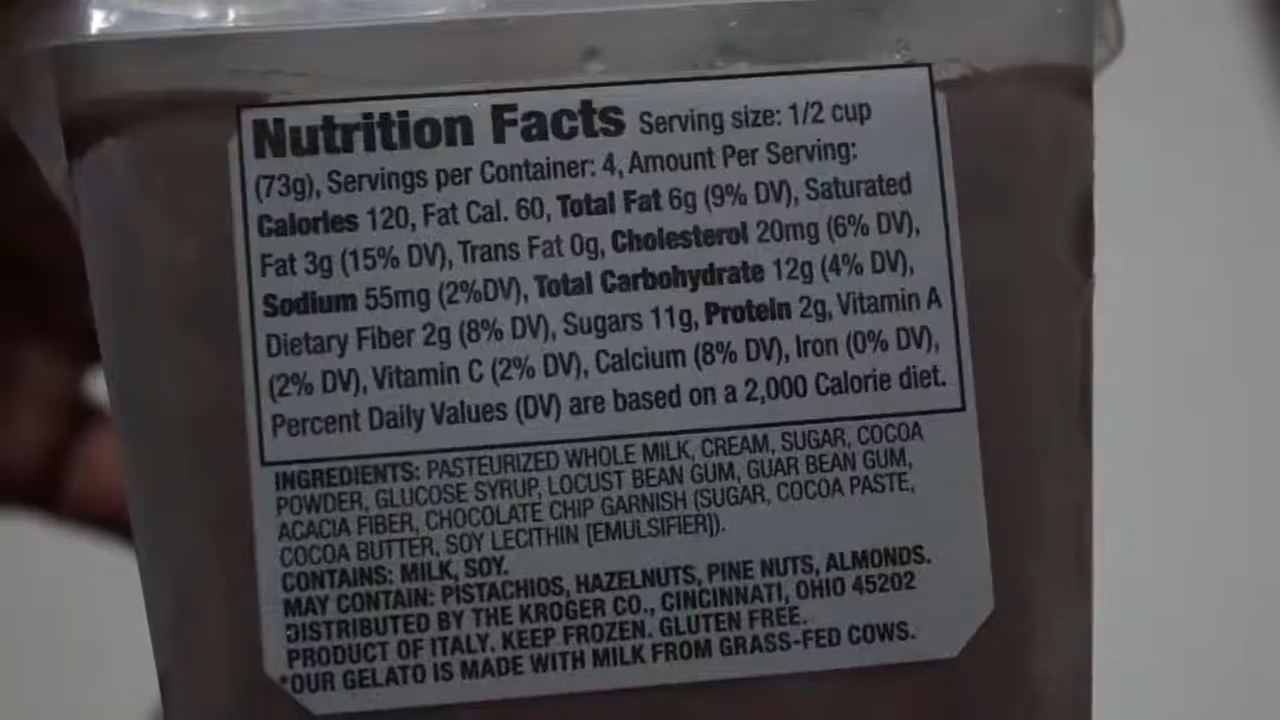 Nutrition Facts Serving size: 1/2 cup
(73g), Servings per Container: 4, Amount Per Serving:
Calories 120, Fat Cal. 60, Total Fat 6g (9% DV), Saturated
Fat 3g (15% DV), Trans Fat 0g, Cholesterol 20mg (6% DV),
Sodium 55mg (2%DV), Total Carbohydrate 12g (4% DV),
Dietary Fiber 2g (8% DV), Sugars 11g, Protein 2g, Vitamin A
(2% DV), Vitamin C (2% DV), Calcium (8% DV), Iron (0% DV),
Percent Daily Values (DV) are based on a 2,000 Calorie diet.
INGREDIENTS: PASTEURIZED WHOLE MILK, CREAM, SUGAR, COCOA
POWDER, GLUCOSE SYRUP, LOCUST BEAN GUM, GUAR BEAN GUM,
ACACIA FIBER, CHOCOLATE CHIP GARNISH (SUGAR, COCOA PASTE,
COCOA BUTTER, SOY LECITHIN [EMULSIFIER]).
CONTAINS: MILK, SOY.
MAY CONTAIN: PISTACHIOS, HAZELNUTS, PINE NUTS, ALMONDS.
DISTRIBUTED BY THE KROGER CO., CINCINNATI, OHIO 45202
PRODUCT OF ITALY. KEEP FROZEN. GLUTEN FREE.
*OUR GELATO IS MADE WITH MILK FROM GRASS-FED COWS.